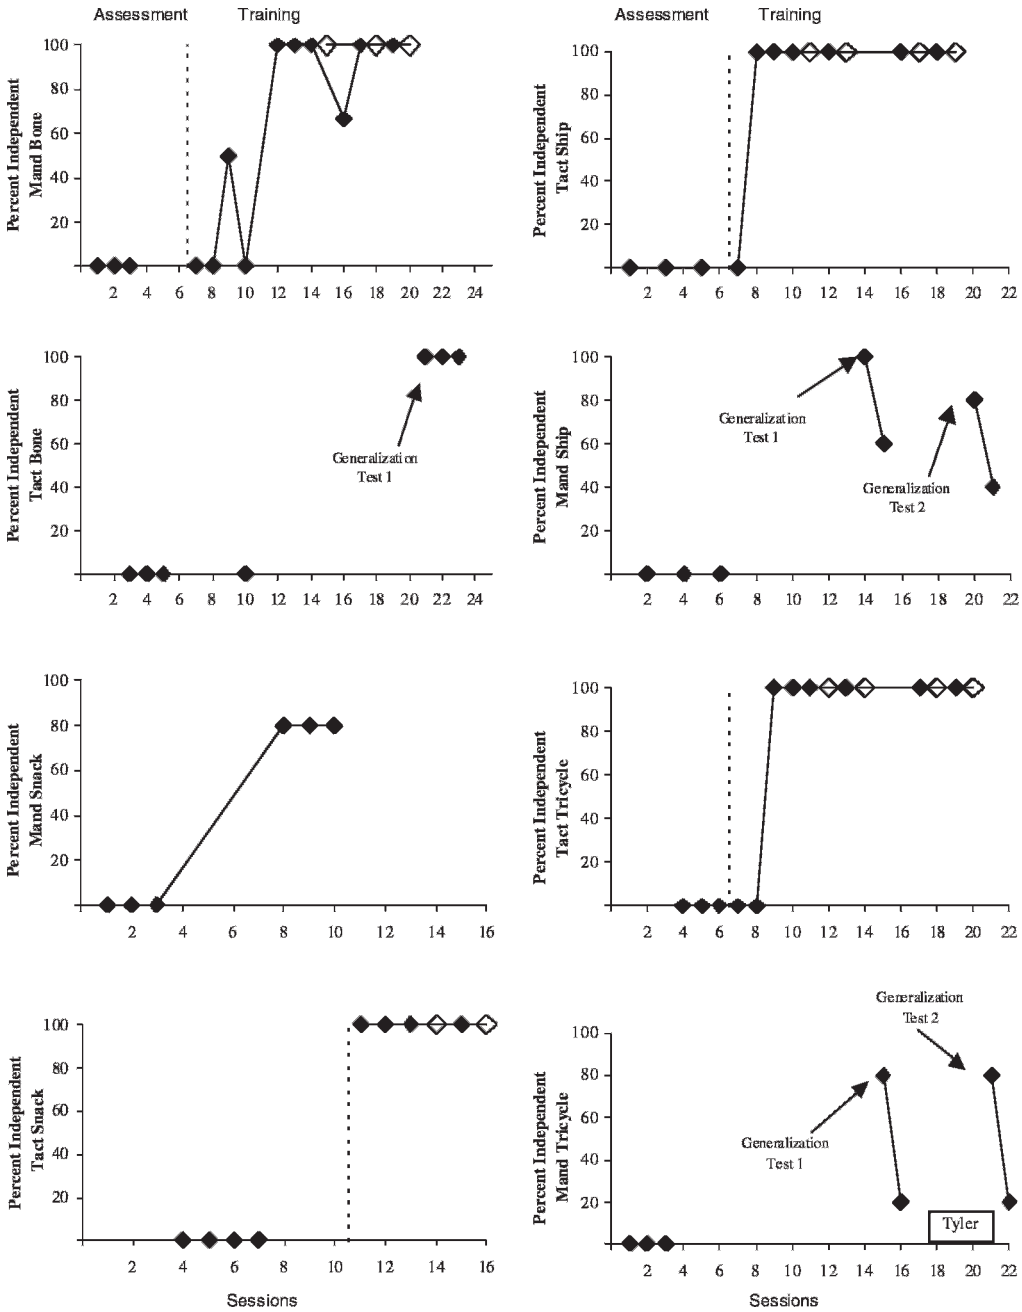 Assessment Training
100
80
60
40
20
2 4 6 8 10 12 14 16 18 20 22 24
Percent Independent
Mand Bone
Assessment Training
100
80
60
40
20
2 4 6 8 10 12 14 16 18 20 22
Percent Independent
Tact Ship
100
80
60
40
20
2 4 6 8 10 12 14 16 18 20 22 24
Percent Independent
Tact Bone
Generalization
Test 1
100
80
60
40
20
2 4 6 8 10 12 14 16 18 20 22
Percent Independent
Mand Ship
Generalization
Test 1
Generalization
Test 2
100
80
60
40
20
2 4 6 8 10 12 14 16
Percent Independent
Mand Snack
100
80
60
40
20
2 4 6 8 10 12 14 16 18 20 22
Percent Independent
Tact Tricycle
100
80
60
40
20
2 4 6 8 10 12 14 16
Percent Independent
Tact Snack
Sessions
Generalization
Test 2
100
80
60
40
20
2 4 6 8 10 12 14 16 18 20 22
Percent Independent
Mand Tricycle
Generalization
Test 1
Tyler
Sessions